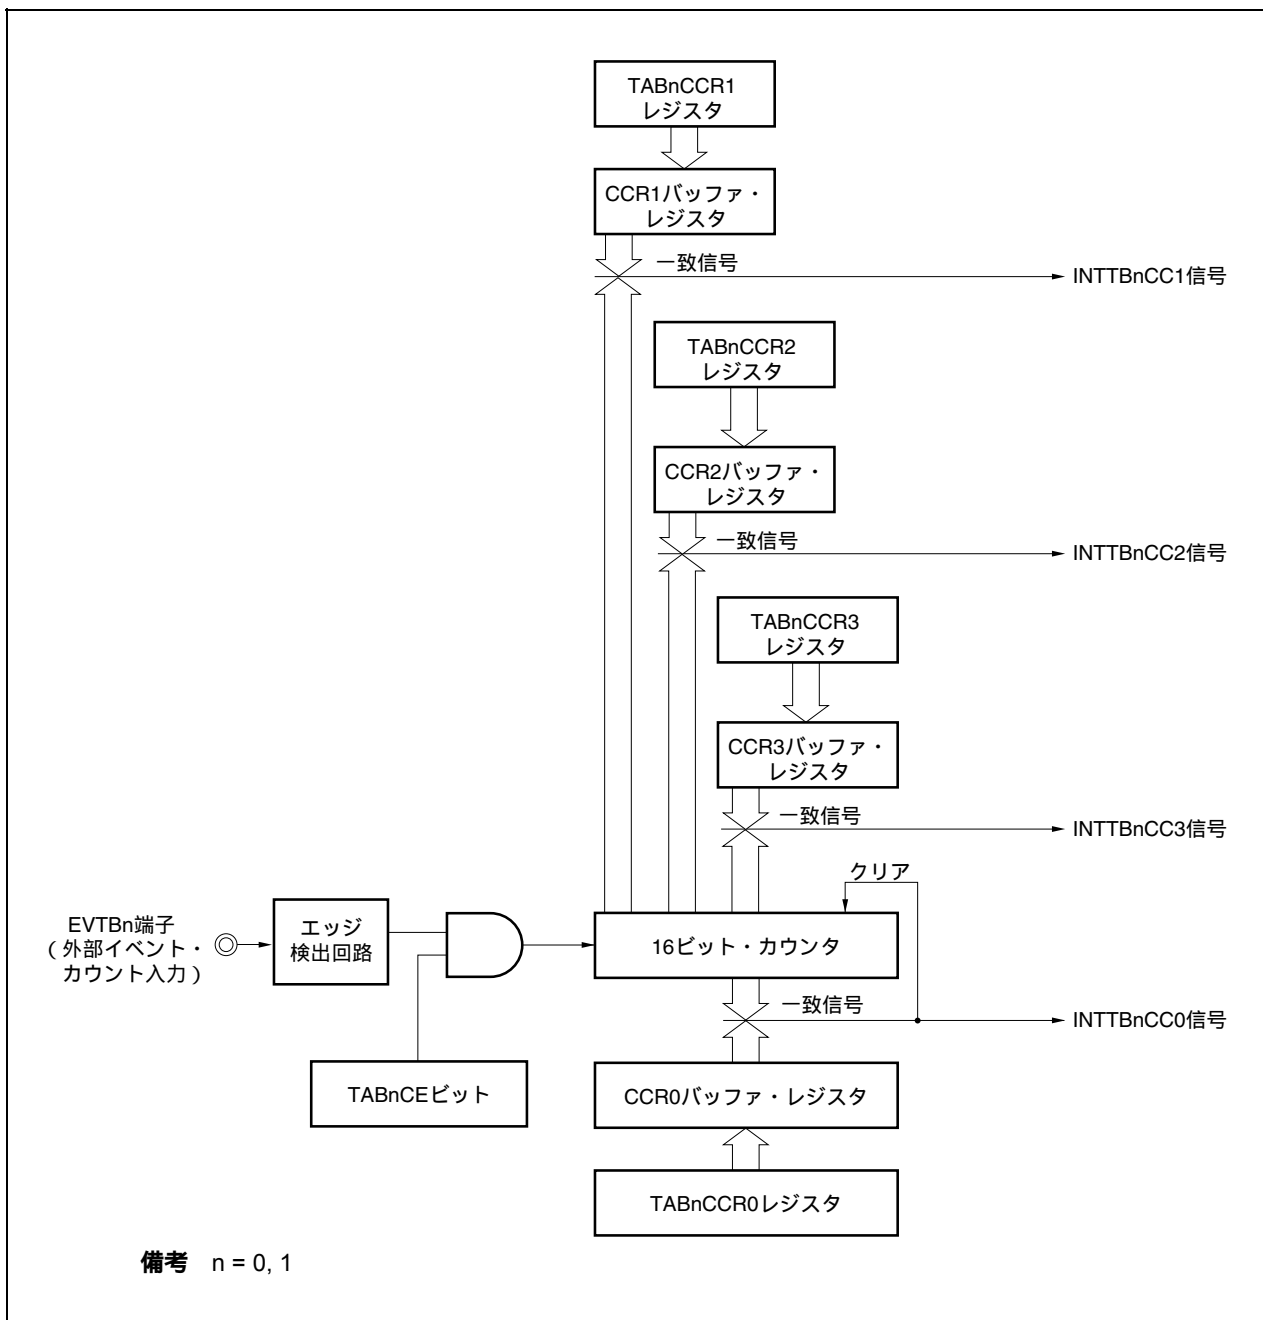 TABnCCR1
レジスタ
CCR1バッファ・
レジスタ
一致信号
INTTBnCC1信号
TABnCCR2
レジスタ
CCR2バッファ・
レジスタ
一致信号
INTTBnCC2信号
TABnCCR3
レジスタ
CCR3バッファ・
レジスタ
一致信号
INTTBnCC3信号
クリア
EVTBn端子
（外部イベント・
カウント入力）
エッジ
検出回路
16ビット・カウンタ
一致信号
INTTBnCC0信号
TABnCEビット
CCR0バッファ・レジスタ
TABnCCR0レジスタ
備考 n = 0, 1